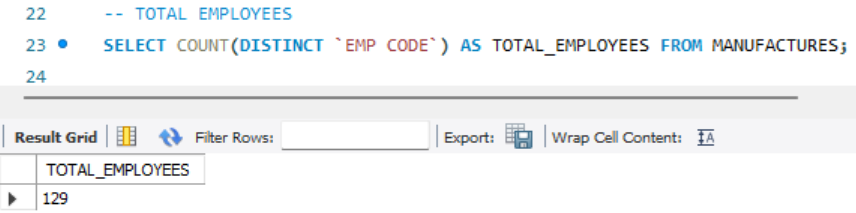 22 -- TOTAL EMPLOYEES
23 SELECT COUNT(DISTINCT `EMP CODE`) AS TOTAL_EMPLOYEES FROM MANUFACTURES;
24
Result Grid Filter Rows: Export: Wrap Cell Content: IA
TOTAL_EMPLOYEES
129